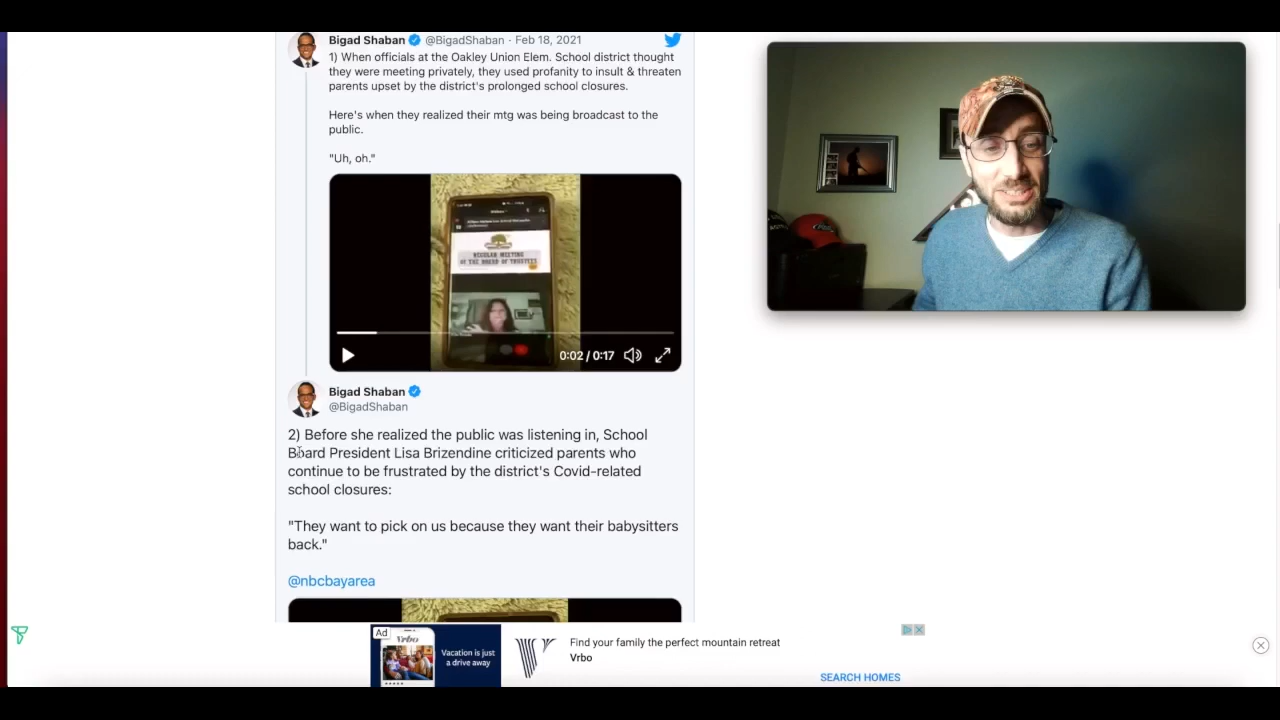 Bigad Shaban @BigadShaban · Feb 18, 2021
1) When officials at the Oakley Union Elem. School district thought
they were meeting privately, they used profanity to insult & threaten
parents upset by the district's prolonged school closures.
Here's when they realized their mtg was being broadcast to the
public.
"Uh, oh."
REGULAR MEETING
OF THE BOARD OF TRUSTEES
0:02 / 0:17
Bigad Shaban
@BigadShaban
2) Before she realized the public was listening in, School
Board President Lisa Brizendine criticized parents who
continue to be frustrated by the district's Covid-related
school closures:
"They want to pick on us because they want their babysitters
back."
@nbcbayarea
Ad
Vrbo
Vacation is just
a drive away
Find your family the perfect mountain retreat
Vrbo
SEARCH HOMES